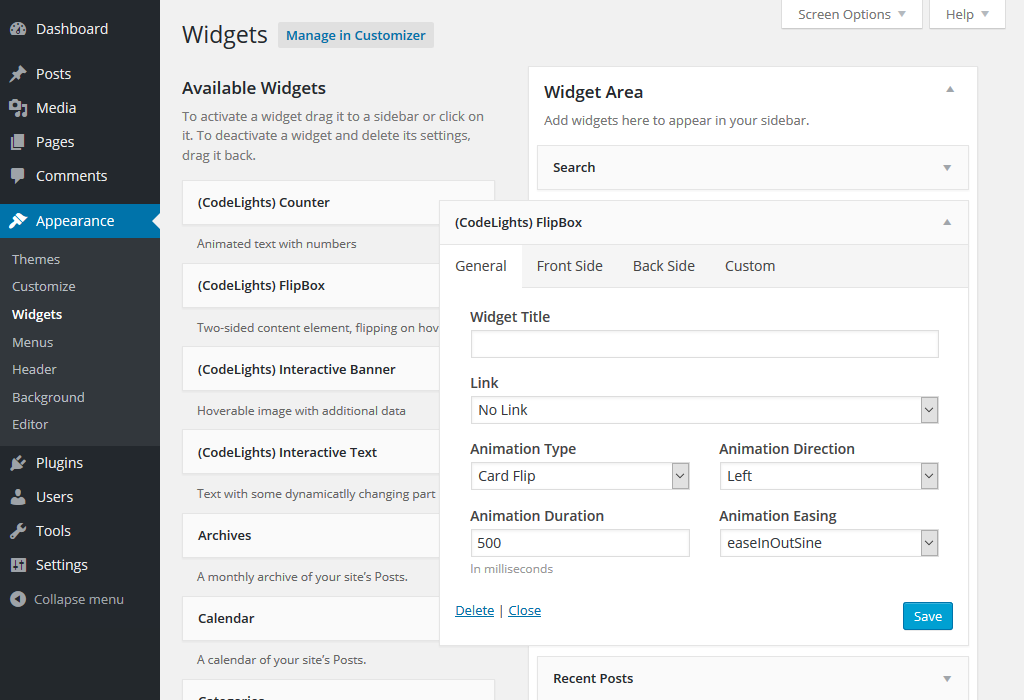 Dashboard
Posts
Media
Pages
Comments
Appearance
Themes
Customize
Widgets
Menus
Header
Background
Editor
Plugins
Users
Tools
Settings
Collapse menu
Screen Options
Help
Widgets
Manage in Customizer
Available Widgets
To activate a widget drag it to a sidebar or click on
it. To deactivate a widget and delete its settings,
drag it back.
(CodeLights) Counter
Animated text with numbers
(CodeLights) FlipBox
Two-sided content element, flipping on hov
(CodeLights) Interactive Banner
Hoverable image with additional data
(CodeLights) Interactive Text
Text with some dynamicatlly changing part
Archives
A monthly archive of your site's Posts.
Calendar
A calendar of your site's Posts.
Categories
Widget Area
Add widgets here to appear in your sidebar.
Search
(CodeLights) FlipBox
General Front Side Back Side Custom
Widget Title
Link
No Link
Animation Type Animation Direction
Card Flip Left
Animation Duration Animation Easing
500 easeInOutSine
In milliseconds
Delete | Close Save
Recent Posts